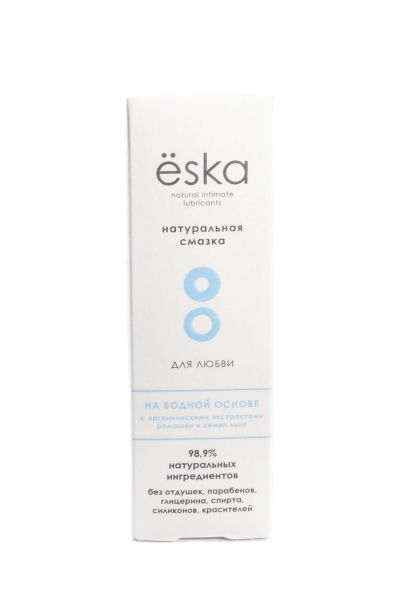 ëska
natural intimate
lubricants
натуральная
смазка
ДЛЯ ЛЮБВИ
НА ВОДНОЙ ОСНОВЕ
с органическими экстрактами
ромашки и семян льна
98,9%
натуральных
ингредиентов
без отдушек, парабенов,
глицерина, спирта,
силиконов, красителей